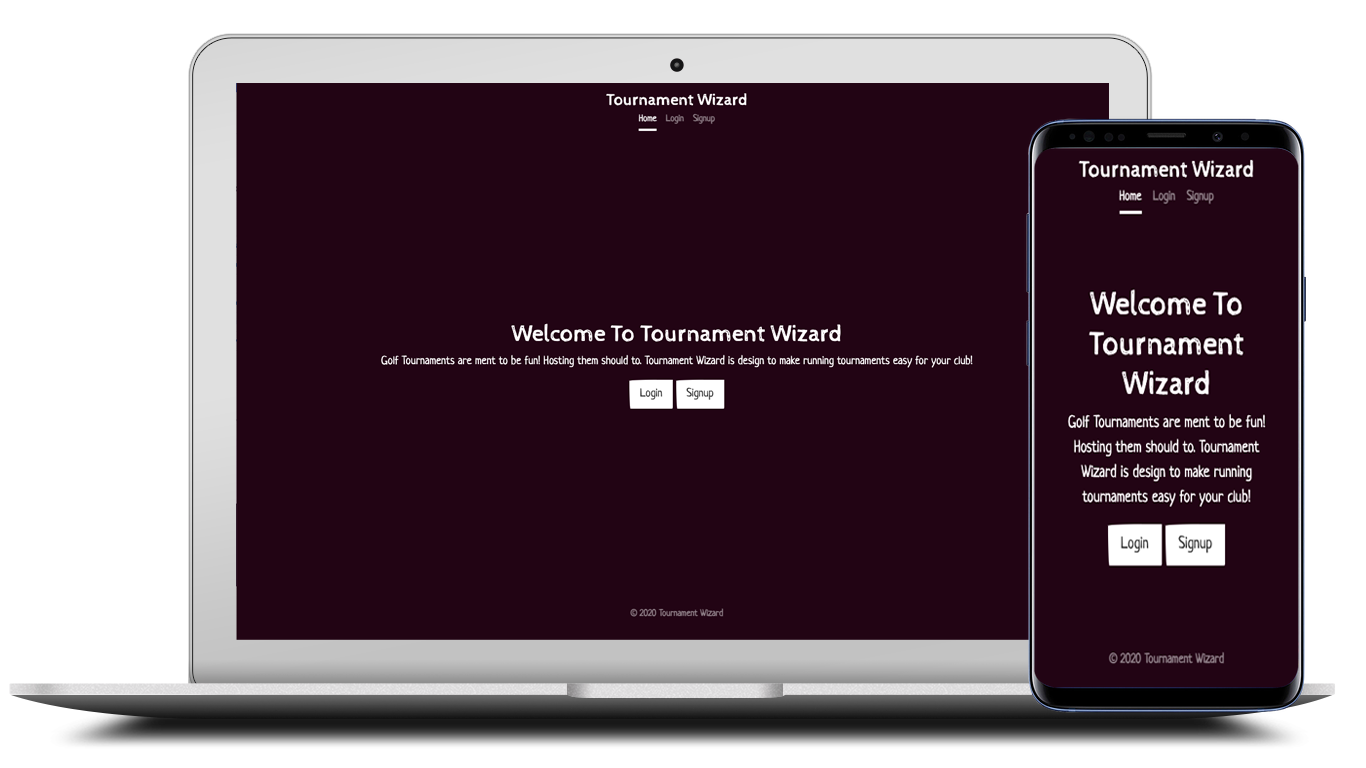 Tournament Wizard
Home Login Signup
Welcome To Tournament Wizard
Golf Tournaments are ment to be fun! Hosting them should to. Tournament Wizard is design to make running tournaments easy for your club!
Login Signup
© 2020 Tournament Wizard
Tournament Wizard
Home Login Signup
Welcome To
Tournament
Wizard
Golf Tournaments are ment to be fun!
Hosting them should to. Tournament
Wizard is design to make running
tournaments easy for your club!
Login Signup
© 2020 Tournament Wizard